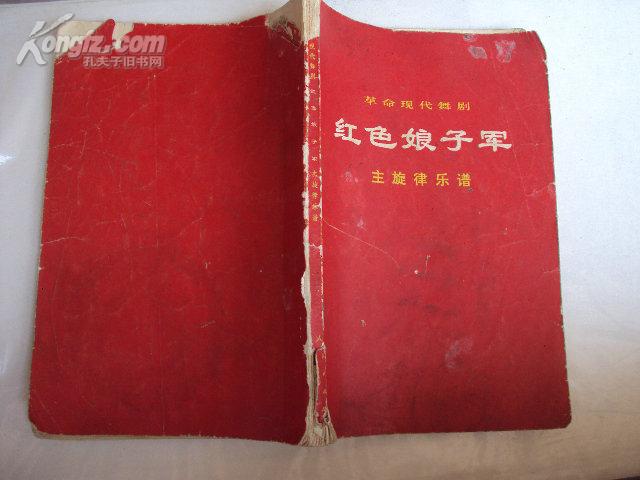 Kongfz.com
孔夫子旧书网
革命现代舞剧
红色娘子军
主旋律乐谱